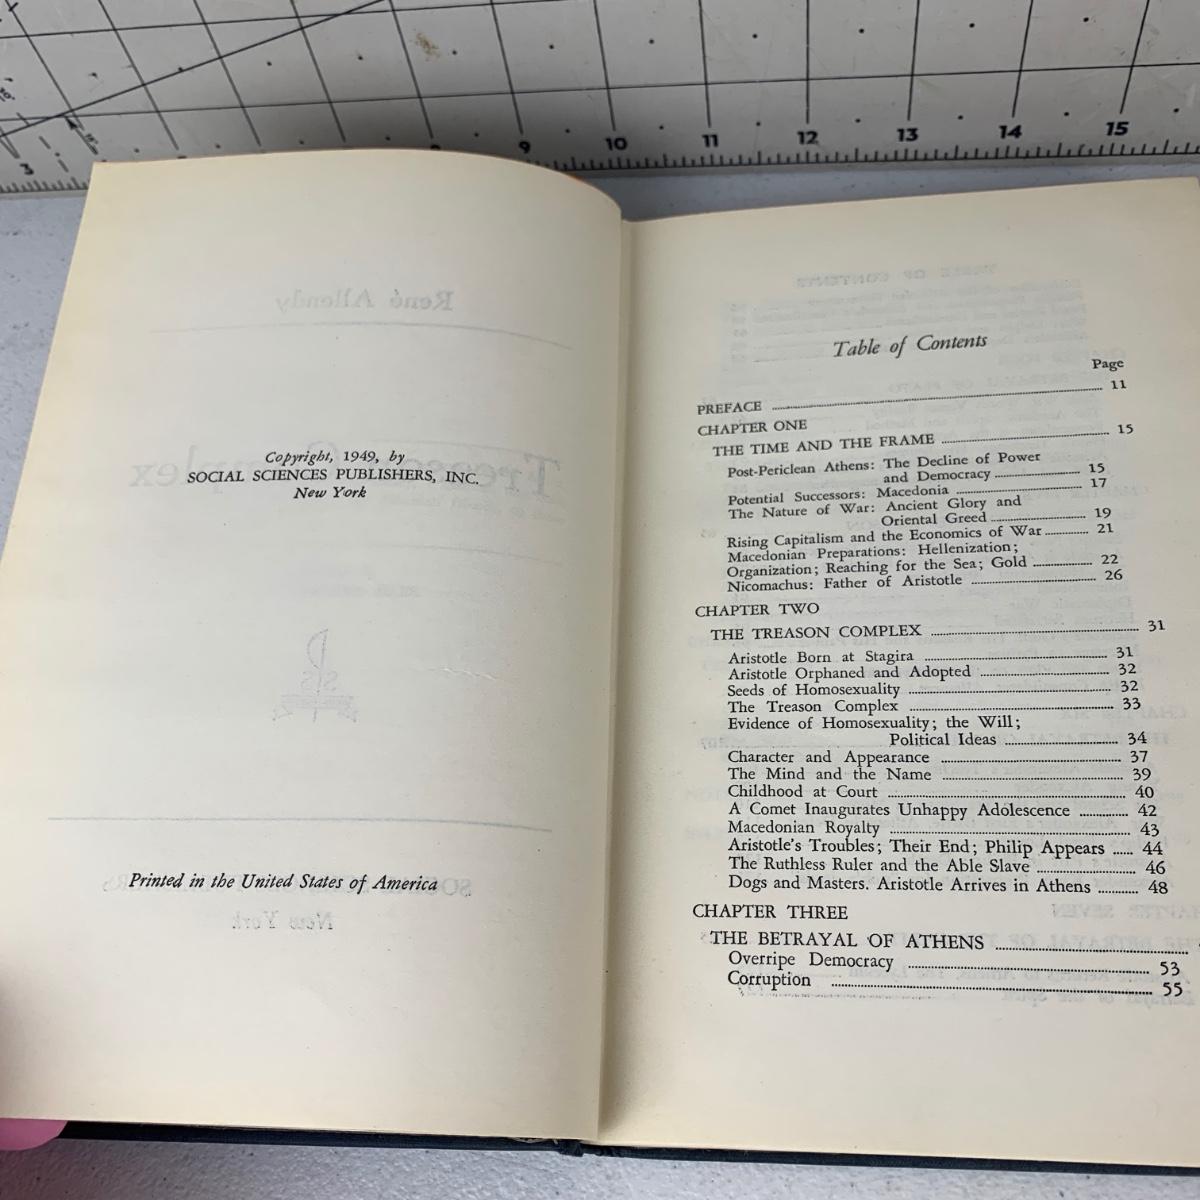 3
9
10
11
12
13
14
15
René Allendy
Treason Complex
Copyright, 1949, by
SOCIAL SCIENCES PUBLISHERS, INC.
New York
Printed in the United States of America
New York
Table of Contents
Page
PREFACE 11
CHAPTER ONE
THE TIME AND THE FRAME 15
Post-Periclean Athens: The Decline of Power
and Democracy 15
Potential Successors: Macedonia 17
The Nature of War: Ancient Glory and
Oriental Greed 19
Rising Capitalism and the Economics of War 21
Macedonian Preparations: Hellenization;
Organization; Reaching for the Sea; Gold 22
Nicomachus: Father of Aristotle 26
CHAPTER TWO
THE TREASON COMPLEX 31
Aristotle Born at Stagira 31
Aristotle Orphaned and Adopted 32
Seeds of Homosexuality 32
The Treason Complex 33
Evidence of Homosexuality; the Will;
Political Ideas 34
Character and Appearance 37
The Mind and the Name 39
Childhood at Court 40
A Comet Inaugurates Unhappy Adolescence 42
Macedonian Royalty 43
Aristotle's Troubles; Their End; Philip Appears 44
The Ruthless Ruler and the Able Slave 46
Dogs and Masters. Aristotle Arrives in Athens 48
CHAPTER THREE
THE BETRAYAL OF ATHENS
Overripe Democracy 53
Corruption 55